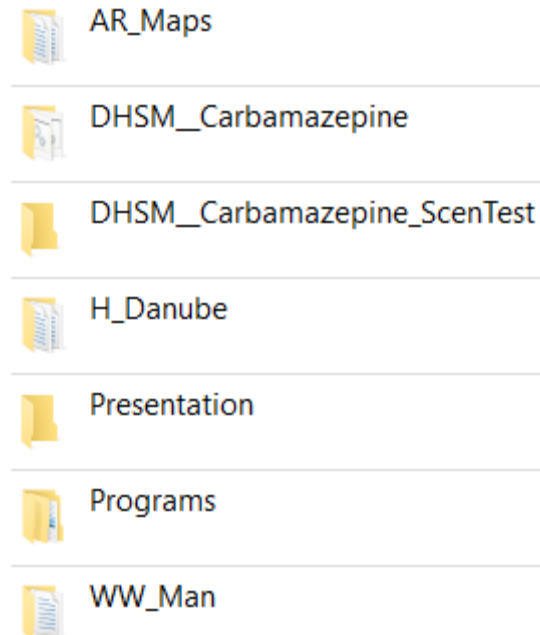 AR_Maps
DHSM__Carbamazepine
DHSM__Carbamazepine_ScenTest
H_Danube
Presentation
Programs
WW_Man